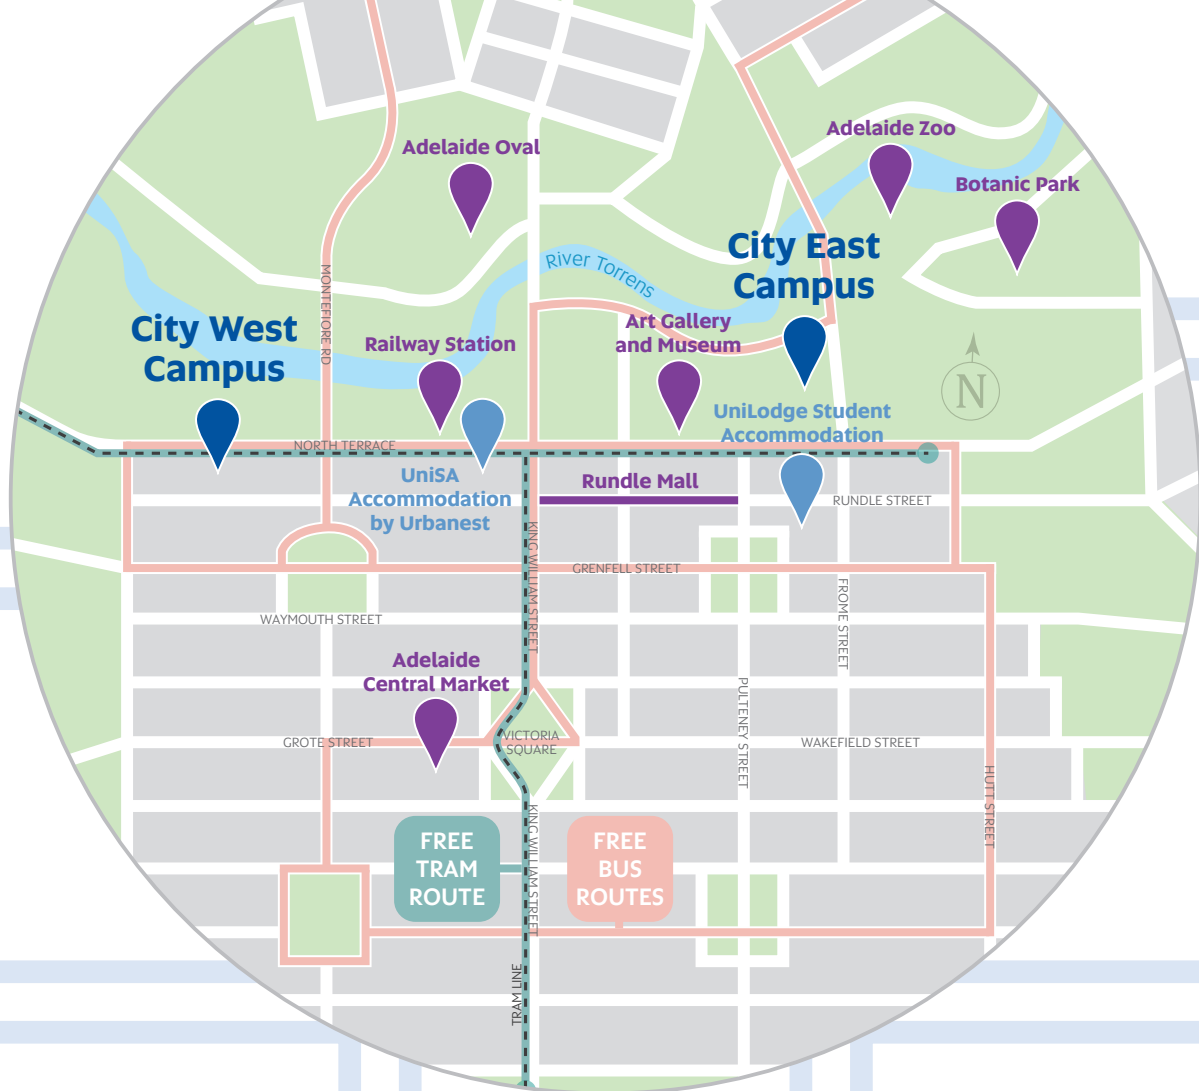 Adelaide Zoo
Adelaide Oval
Botanic Park
City East
Campus
River Torrens
MONTEFIORE RD
City West
Campus
Railway Station
Art Gallery
and Museum
N
UniLodge Student
Accommodation
NORTH TERRACE
UniSA
Accommodation
by Urbanest
Rundle Mall
RUNDLE STREET
KING WILLIAM STREET
GRENFELL STREET
FROME STREET
WAYMOUTH STREET
Adelaide
Central Market
PULTENEY STREET
GROTE STREET
VICTORIA
SQUARE
WAKEFIELD STREET
HUTT STREET
KING WILLIAM STREET
FREE
TRAM
ROUTE
FREE
BUS
ROUTES
TRAM LINE